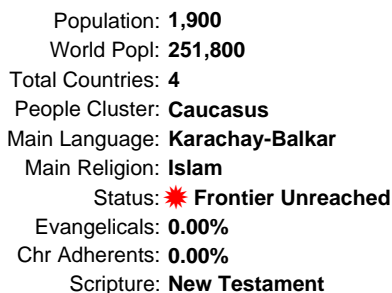 Population: 1,900
World Popl: 251,800
Total Countries: 4
People Cluster: Caucasus
Main Language: Karachay-Balkar
Main Religion: Islam
Status: Frontier Unreached
Evangelicals: 0.00%
Chr Adherents: 0.00%
Scripture: New Testament